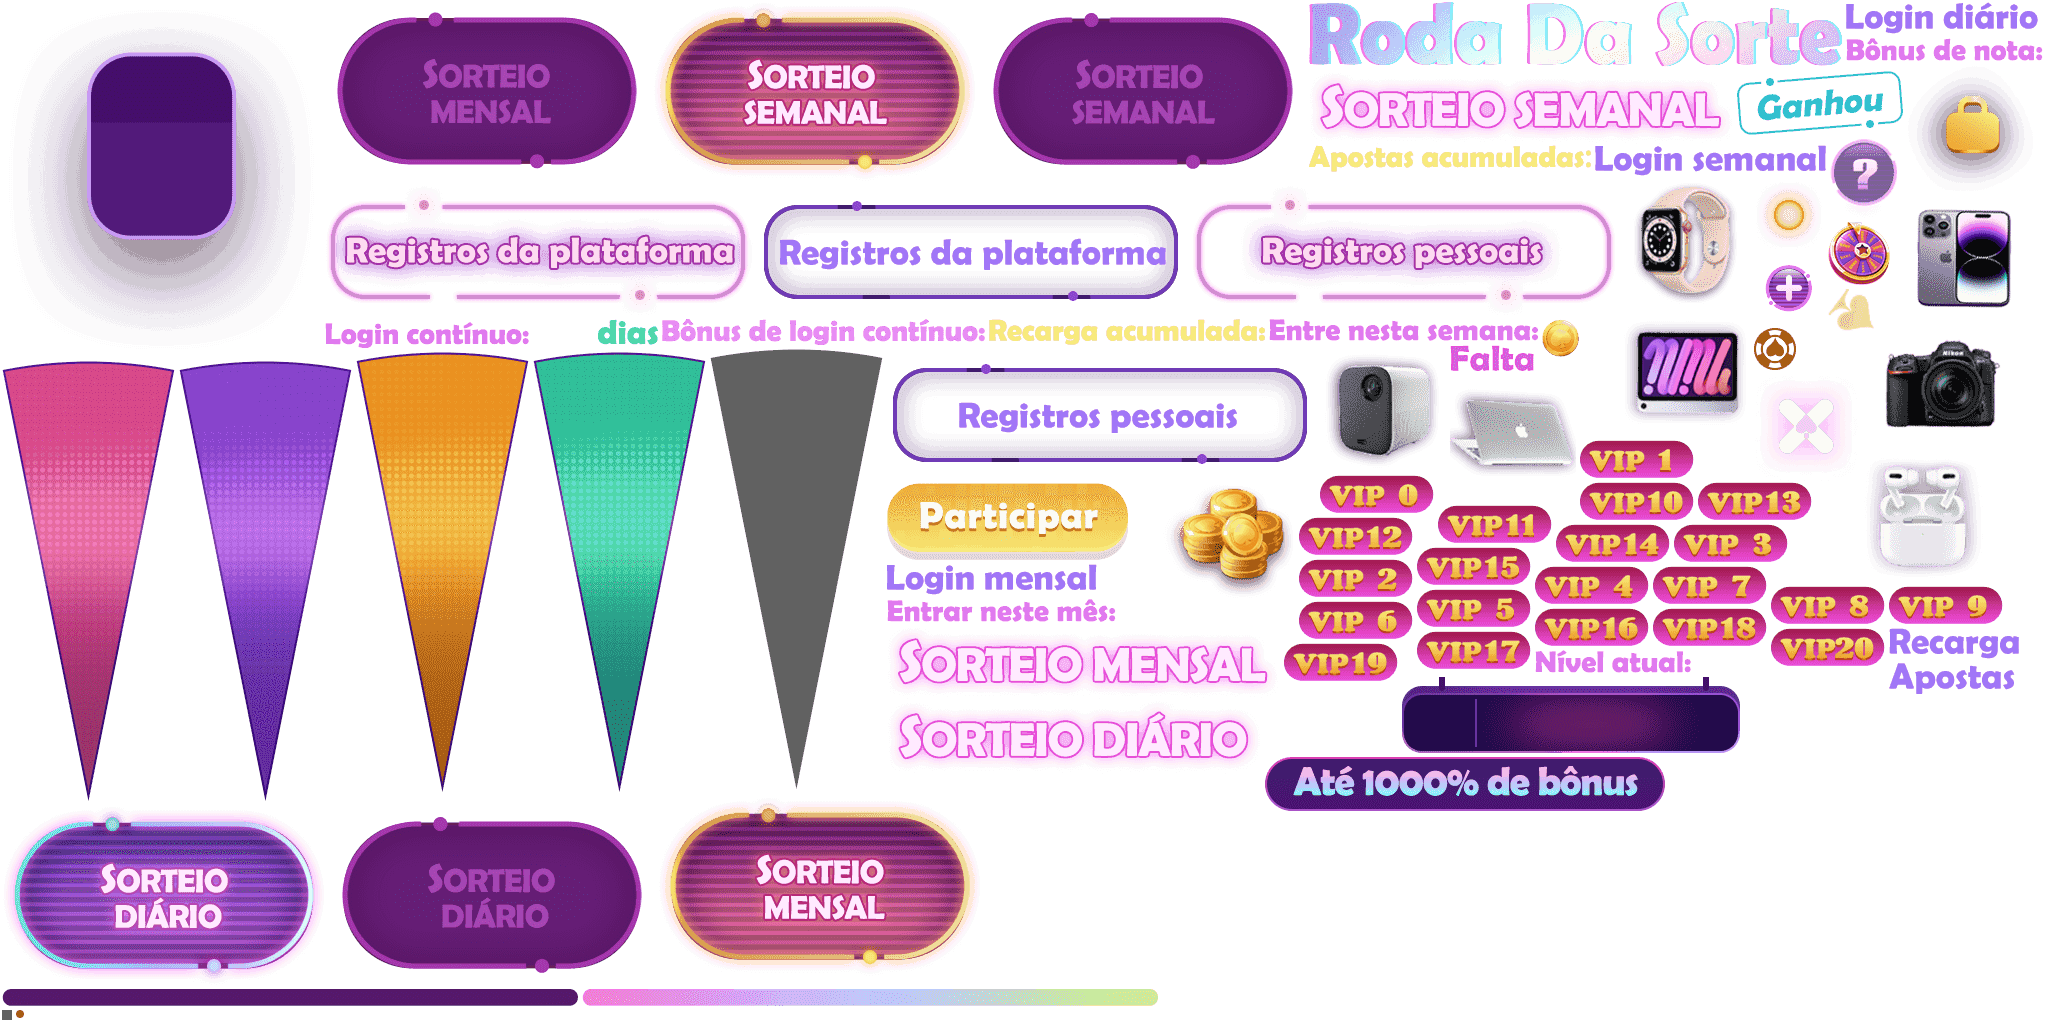 SORTEIO
MENSAL
SORTEIO
SEMANAL
SORTEIO
SEMANAL
Roda Da Sorte
Login diário
Bônus de nota:
SORTEIO SEMANAL
Ganhou
Apostas acumuladas:
Login semanal
?
Registros da plataforma
Registros da plataforma
Registros pessoais
Login contínuo:
dias
Bônus de login contínuo:
Recarga acumulada:
Entre nesta semana:
Falta
Registros pessoais
Nikon
Participar
Login mensal
Entrar neste mês:
SORTEIO MENSAL
SORTEIO DIÁRIO
VIP 1
VIP 0
VIP10
VIP13
VIP11
VIP12
VIP14
VIP 3
VIP15
VIP 2
VIP 4
VIP 7
VIP 5
VIP 6
VIP 8
VIP 9
VIP16
VIP18
VIP17
VIP19
VIP20
Recarga
Apostas
Nível atual:
Até 1000% de bônus
SORTEIO
DIÁRIO
SORTEIO
DIÁRIO
SORTEIO
MENSAL